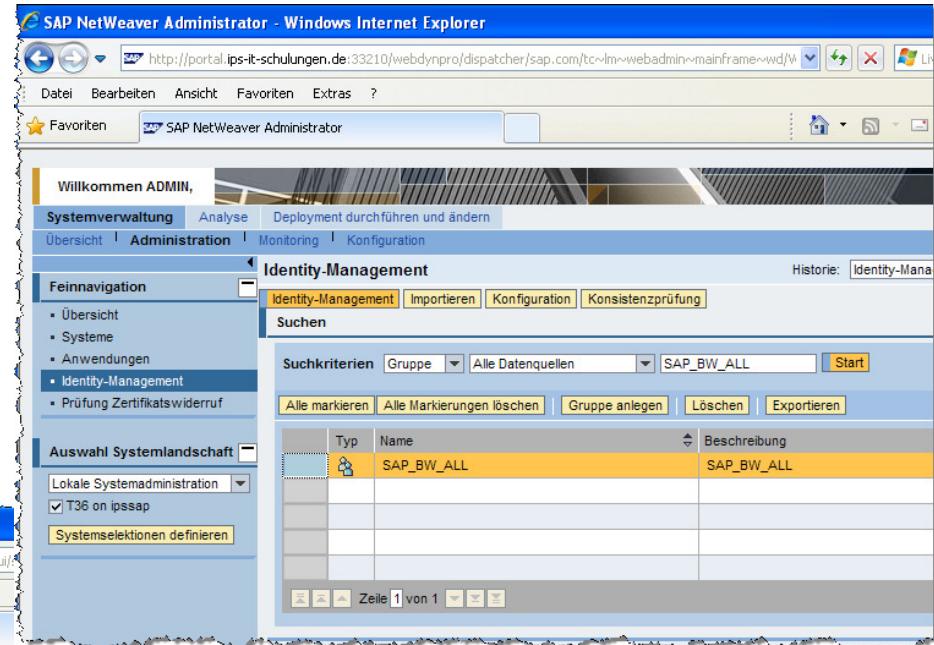 SAP NetWeaver Administrator - Windows Internet Explorer
http://portal.ips-it-schulungen.de:33210/webdynpro/dispatcher/sap.com/tc~lm~webadmin~mainframe~wd/
Datei Bearbeiten Ansicht Favoriten Extras ?
Favoriten SAP NetWeaver Administrator
Willkommen ADMIN,
Systemverwaltung Analyse Deployment durchführen und ändern
Übersicht Administration Monitoring Konfiguration
Identity-Management Historie: Identity-Mana
Feinnavigation
Übersicht
Systeme
Anwendungen
Identity-Management
Prüfung Zertifikatswiderruf
Auswahl Systemlandschaft
Lokale Systemadministration
T36 on ipssap
Systemselektionen definieren
Identity-Management Importieren Konfiguration Konsistenzprüfung
Suchen
Suchkriterien Gruppe Alle Datenquellen SAP_BW_ALL Start
Alle markieren Alle Markierungen löschen Gruppe anlegen Löschen Exportieren
Typ Name Beschreibung
SAP_BW_ALL SAP_BW_ALL
Zeile 1 von 1